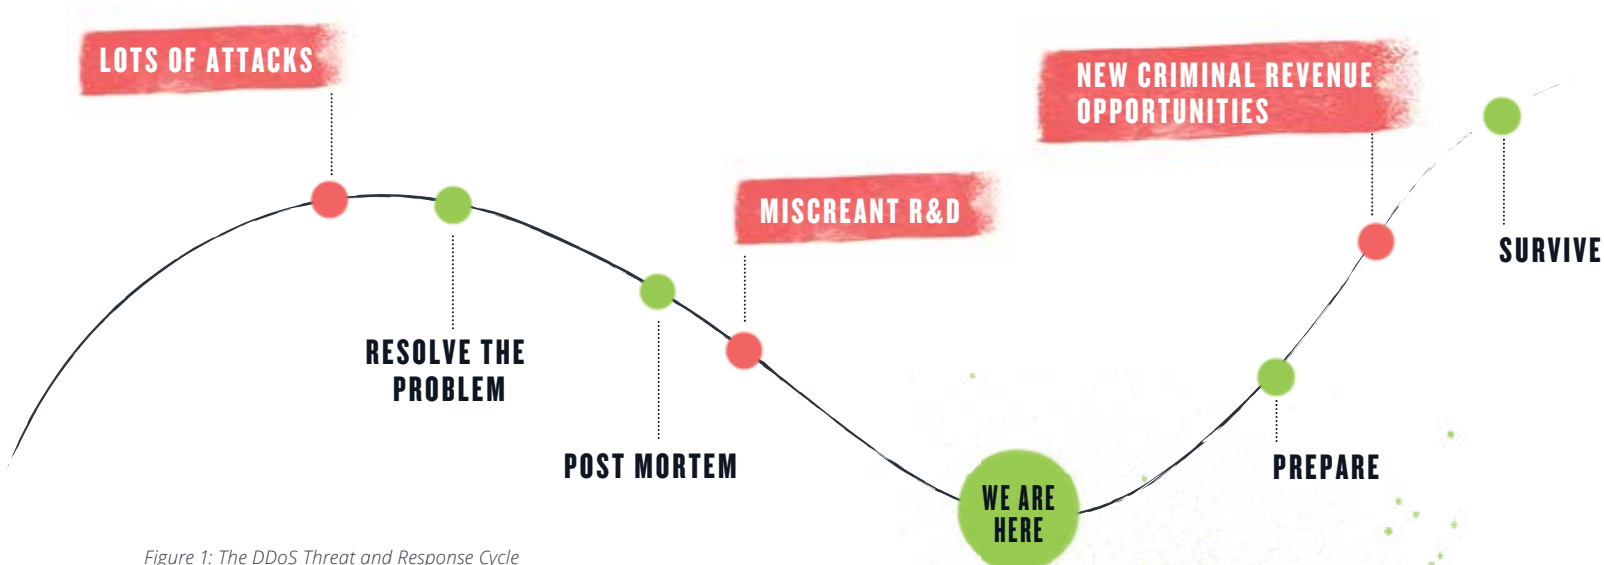 LOTS OF ATTACKS
NEW CRIMINAL REVENUE
OPPORTUNITIES
MISCREANT R&D
SURVIVE
RESOLVE THE
PROBLEM
POST MORTEM
PREPARE
WE ARE
HERE
Figure 1: The DDoS Threat and Response Cycle